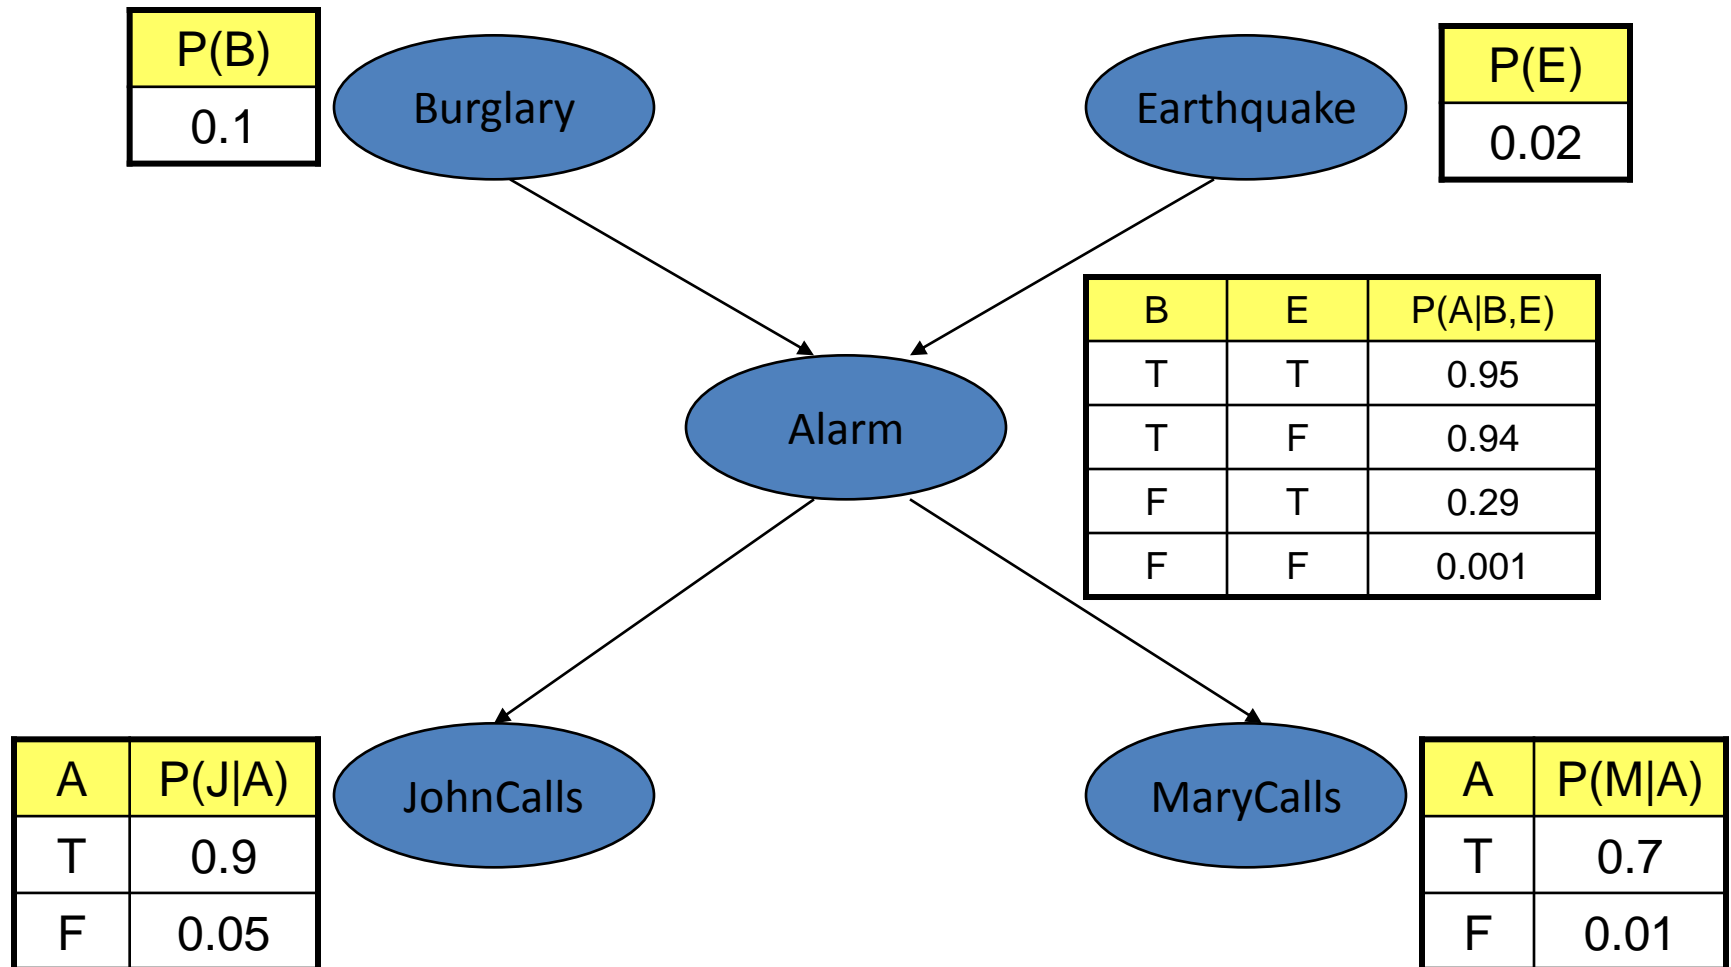 P(B)
0.1
Burglary
Earthquake
P(E)
0.02
B E P(A|B,E)
T T 0.95
T F 0.94
F T 0.29
F F 0.001
Alarm
A P(J|A)
T 0.9
F 0.05
JohnCalls
MaryCalls
A P(M|A)
T 0.7
F 0.01